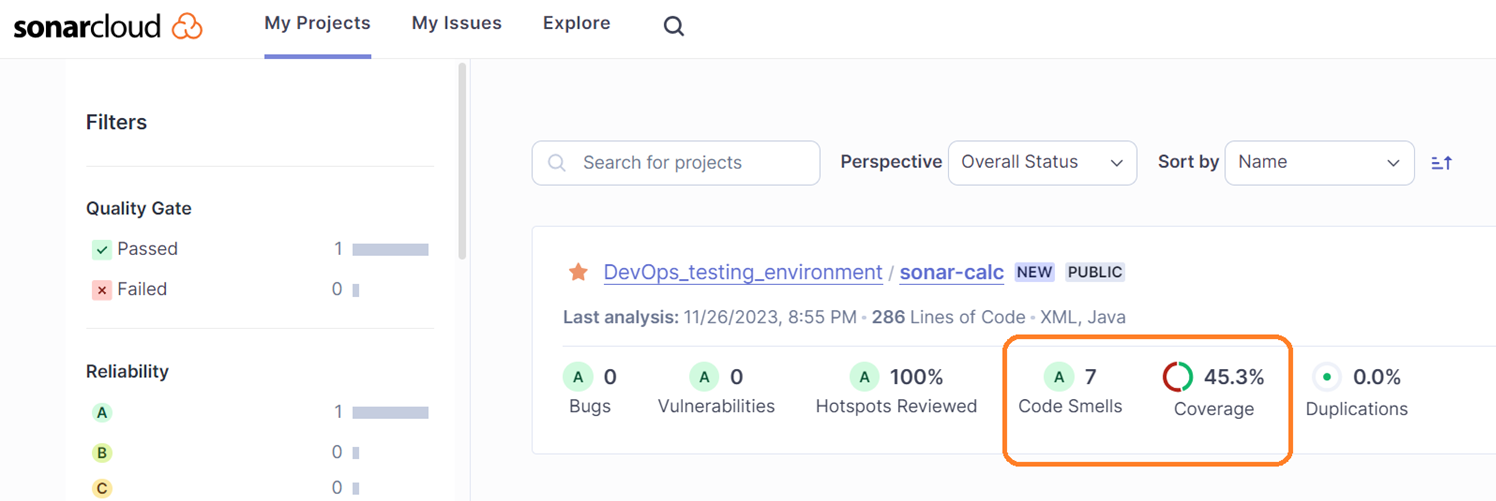 sonarcloud
My Projects My Issues Explore
Filters
Quality Gate
Passed 1
Failed 0
Reliability
A 1
B 0
C 0
Search for projects Perspective Overall Status Sort by Name
DevOps_testing_environment / sonar-calc NEW PUBLIC
Last analysis: 11/26/2023, 8:55 PM • 286 Lines of Code • XML, Java
A 0 A 0 A 100% A 7 45.3% 0.0%
Bugs Vulnerabilities Hotspots Reviewed Code Smells Coverage Duplications